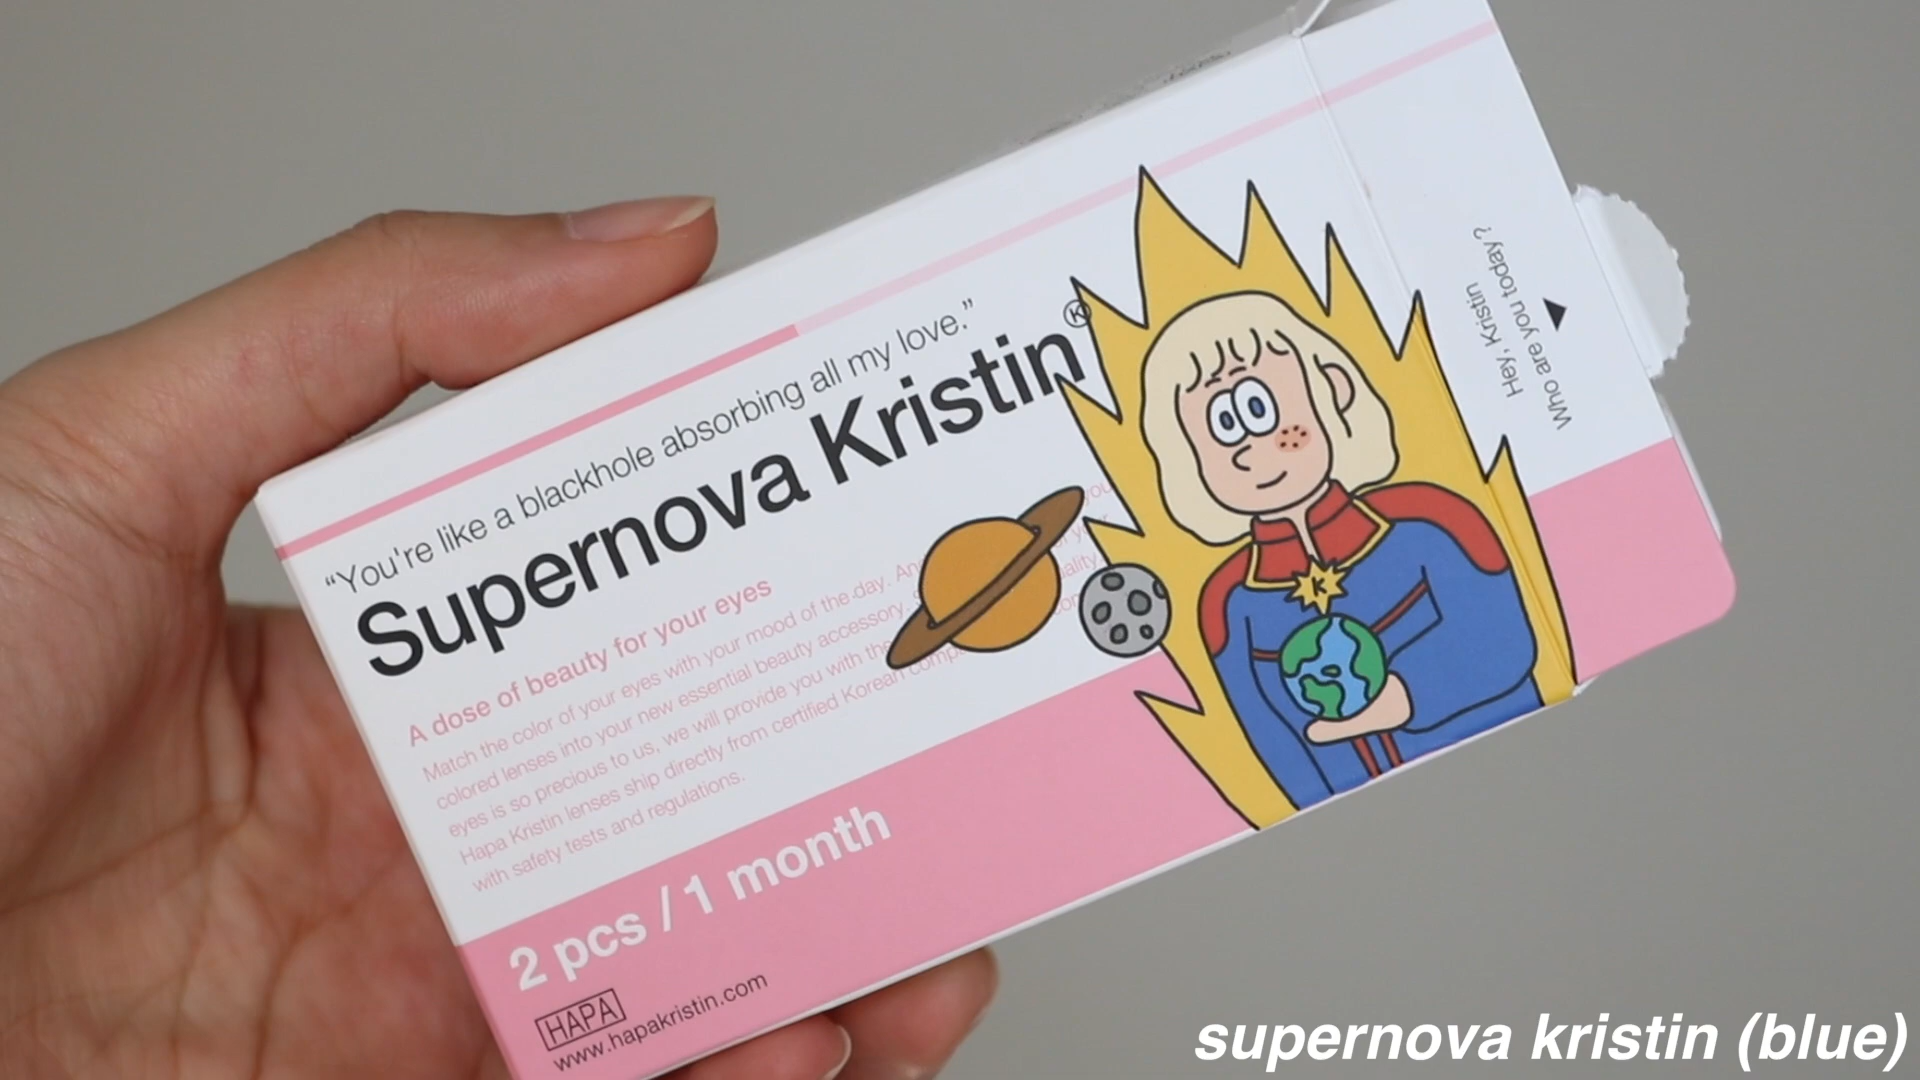 “You're like a blackhole absorbing all my love.”
Supernova Kristin
K
A dose of beauty for your eyes
Match the color of your eyes with your mood of the day. And you
colored lenses into your new essential beauty accessory. of your
eyes is so precious to us, we will provide you with the
Hapa Kristin lenses ship directly from certified Korean
with safety tests and regulations.
2 pcs / 1 month
HAPA
www.hapakristin.com
K
Hey, Kristin
Who are you today?
supernova kristin (blue)